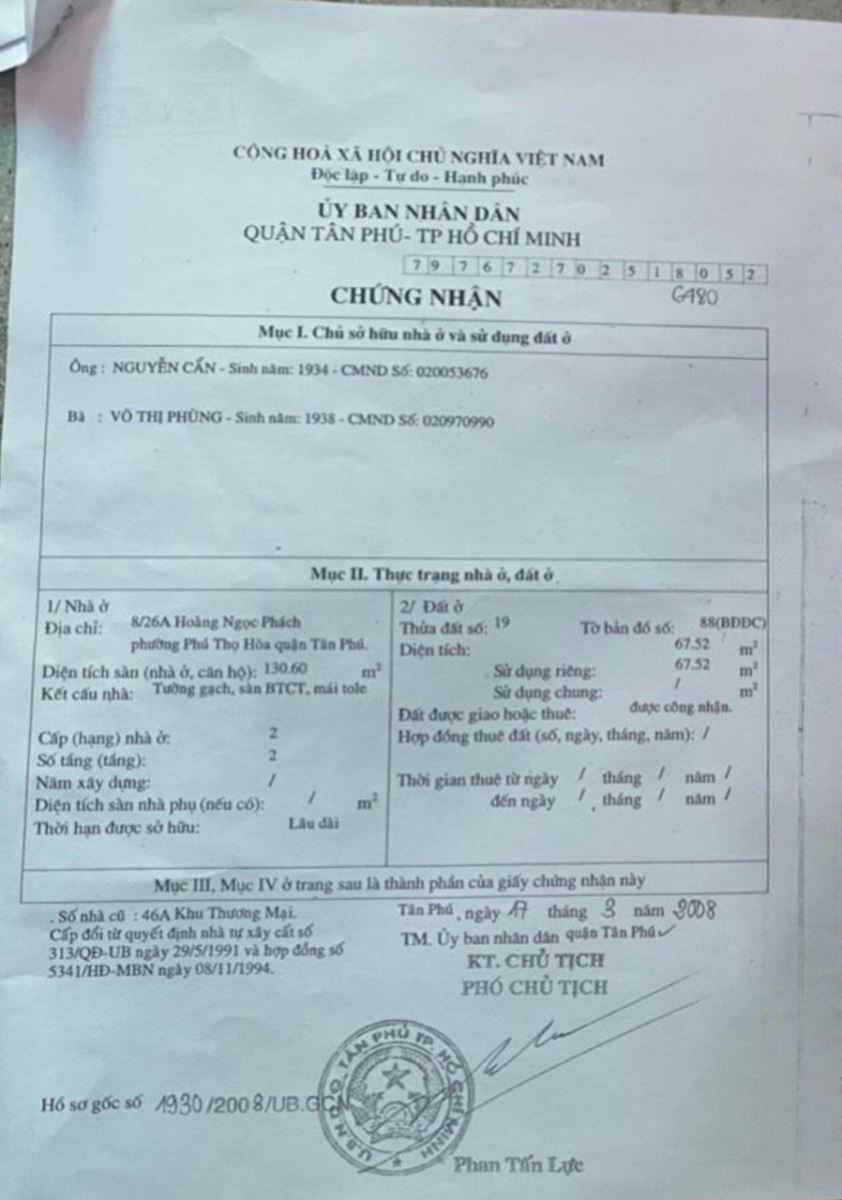 CỘNG HOÀ XÃ HỘI CHỦ NGHĨA VIỆT NAM
Độc lập - Tự do - Hạnh phúc
ỦY BAN NHÂN DÂN
QUẬN TÂN PHÚ- TP HỒ CHÍ MINH
7 9 7 6 7 2 7 0 2 5 1 8 0 5 2
CHỨNG NHẬN
Mục I. Chủ sở hữu nhà ở và sử dụng đất ở
Ông : NGUYỄN CẨN - Sinh năm: 1934 - CMND Số: 020053676
Bà : VÕ THỊ PHÙNG - Sinh năm: 1938 - CMND Số: 020970990
Mục II. Thực trạng nhà ở, đất ở
1/ Nhà ở
Địa chỉ: 8/26A Hoàng Ngọc Phách
phường Phú Thọ Hòa quận Tân Phú.
Diện tích sàn (nhà ở, căn hộ): 130.60 m²
Kết cấu nhà: Tường gạch, sàn BTCT, mái tole
Cấp (hạng) nhà ở: 2
Số tầng (tầng): 2
Năm xây dựng: /
Diện tích sàn nhà phụ (nếu có): / m²
Thời hạn được sở hữu: Lâu dài
2/ Đất ở
Thửa đất số: 19 Tờ bản đồ số: 88(BĐĐC)
Diện tích: 67.52 m²
Sử dụng riêng: 67.52 m²
Sử dụng chung: / m²
Đất được giao hoặc thuê: được công nhận.
Hợp đồng thuê đất (số, ngày, tháng, năm): /
Thời gian thuê từ ngày / tháng / năm /
đến ngày / tháng / năm /
Mục III, Mục IV ở trang sau là thành phần của giấy chứng nhận này
. Số nhà cũ : 46A Khu Thương Mại.
Cấp đổi từ quyết định nhà tự xây cất số
313/QĐ-UB ngày 29/5/1991 và hợp đồng số
5341/HĐ-MBN ngày 08/11/1994.
Tân Phú, ngày 17 tháng 3 năm 2008
TM. Ủy ban nhân dân quận Tân Phú
KT. CHỦ TỊCH
PHÓ CHỦ TỊCH
U.B.N.D Q. TÂN PHÚ TP. HỒ CHÍ MINH
Hồ sơ gốc số 1930/2008/UB.GCN
Phan Tấn Lực